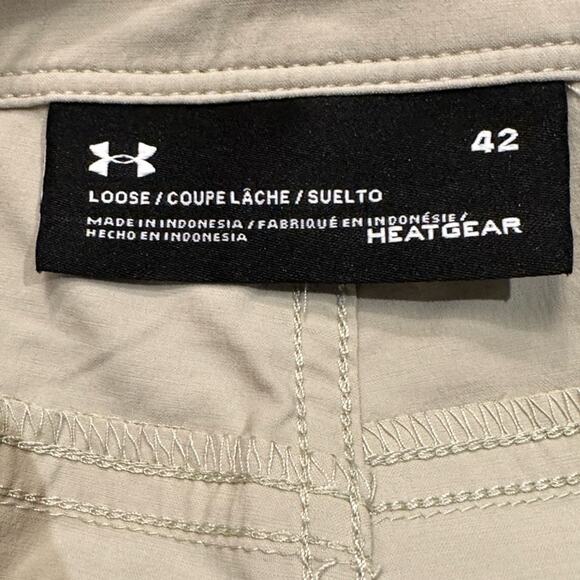 42
LOOSE / COUPE LÂCHE / SUELTO
MADE IN INDONESIA / FABRIQUÉ EN INDONÉSIE /
HECHO EN INDONESIA
HEATGEAR